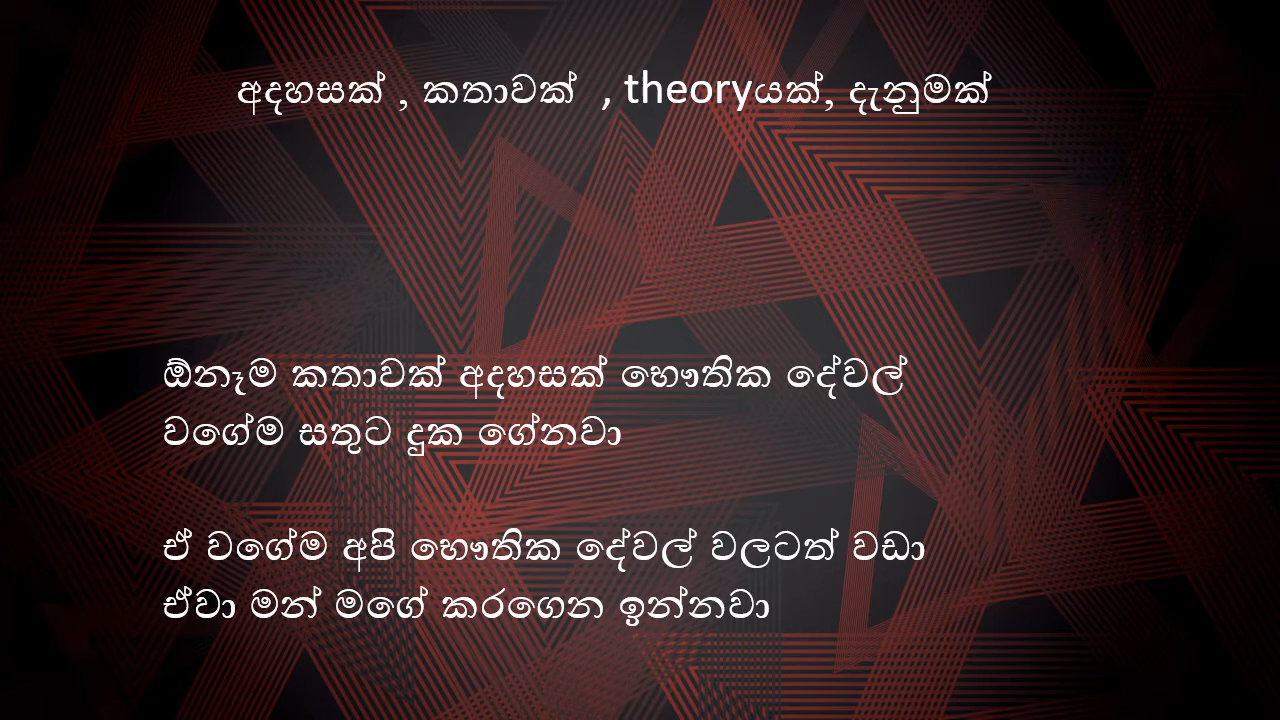 අදහසක් , කතාවක් , theoryයක්, දැනුමක්
ඕනෑම කතාවක් අදහසක් භෞතික දේවල්
වගේම සතුට දුක ගේනවා
ඒ වගේම අපි භෞතික දේවල් වලටත් වඩා
ඒවා මන් මගේ කරගෙන ඉන්නවා